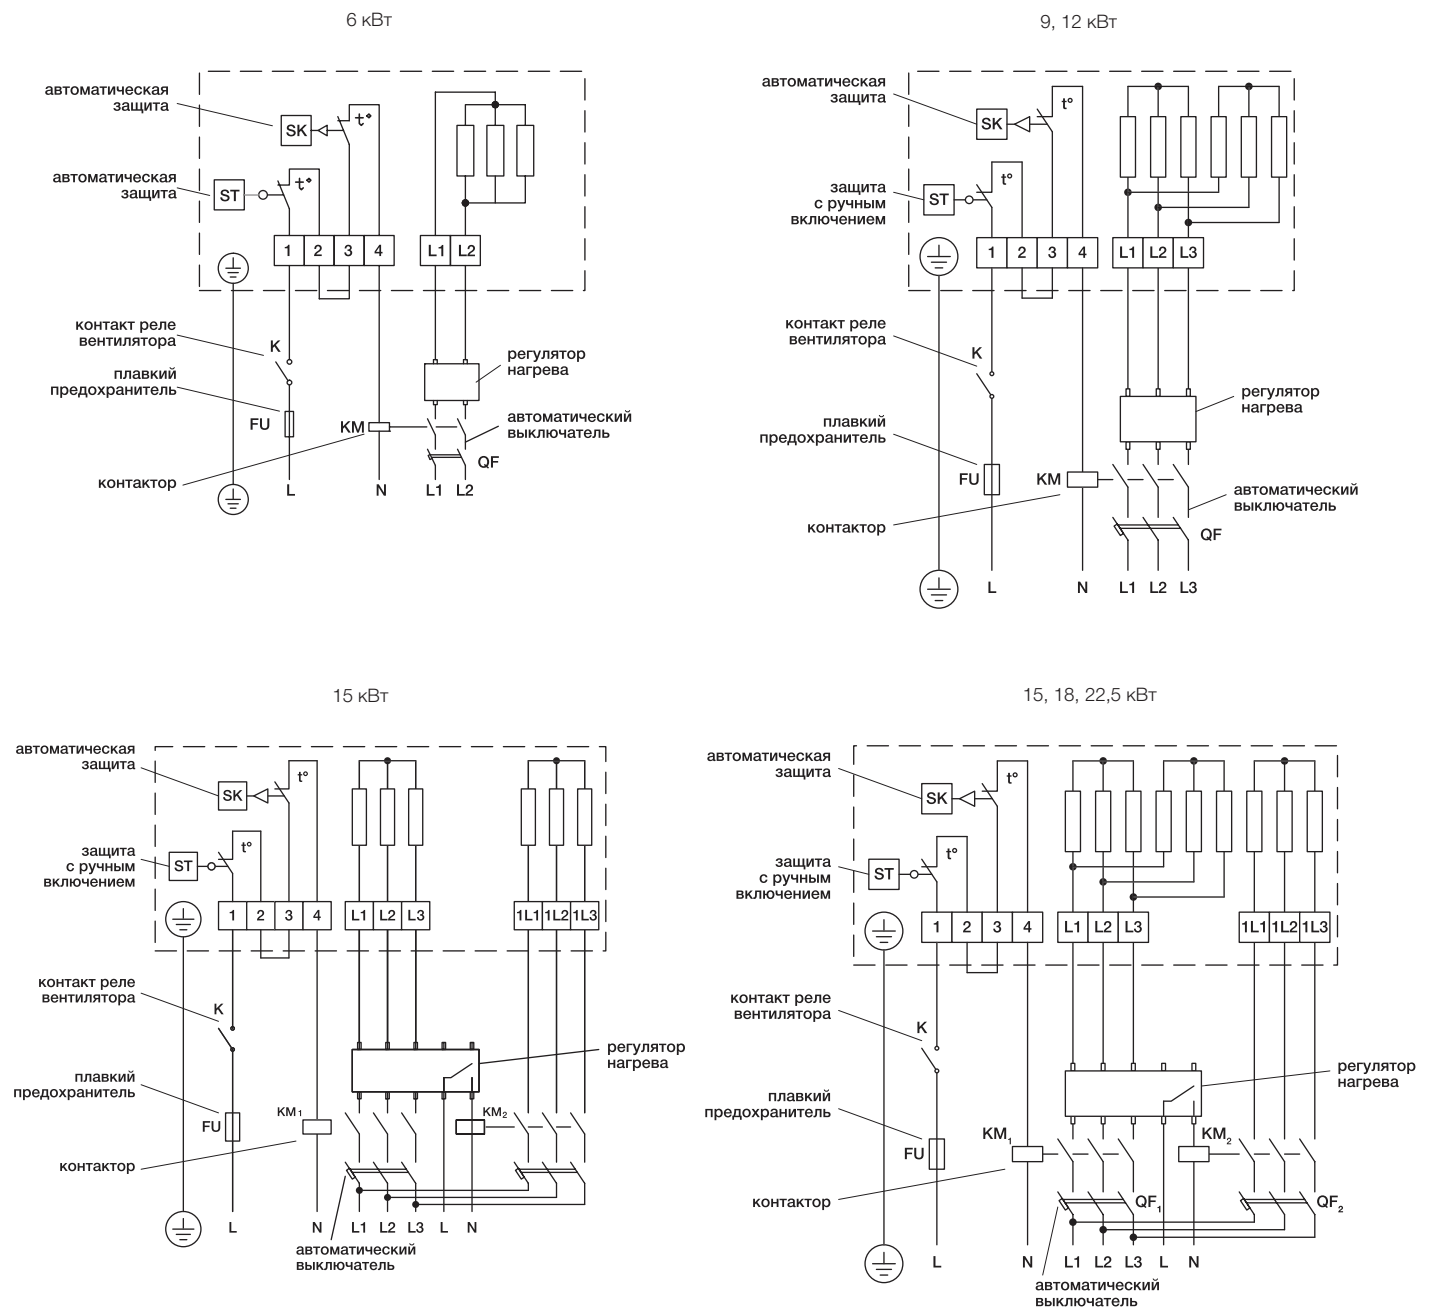 6 кВт
автоматическая
защита
SK
t°
автоматическая
защита
ST
t°
1 2 3 4 L1 L2
контакт реле
вентилятора
K
регулятор
нагрева
плавкий
предохранитель
FU
KM
автоматический
выключатель
QF
контактор
L N L1 L2
9, 12 кВт
автоматическая
защита
SK
t°
защита
с ручным
включением
ST
t°
1 2 3 4 L1 L2 L3
контакт реле
вентилятора
K
регулятор
нагрева
плавкий
предохранитель
FU
KM
автоматический
выключатель
контактор
QF
L N L1 L2 L3
15 кВт
автоматическая
защита
SK
t°
защита
с ручным
включением
ST
t°
1 2 3 4 L1 L2 L3 1L1 1L2 1L3
контакт реле
вентилятора
K
регулятор
нагрева
плавкий
предохранитель
FU
KM1
KM2
контактор
L N L1 L2 L3 L N
автоматический
выключатель
15, 18, 22,5 кВт
автоматическая
защита
SK
t°
защита
с ручным
включением
ST
t°
1 2 3 4 L1 L2 L3 1L1 1L2 1L3
контакт реле
вентилятора
K
регулятор
нагрева
плавкий
предохранитель
FU
KM1
KM2
контактор
QF1
QF2
L N L1 L2 L3 L N
автоматический
выключатель